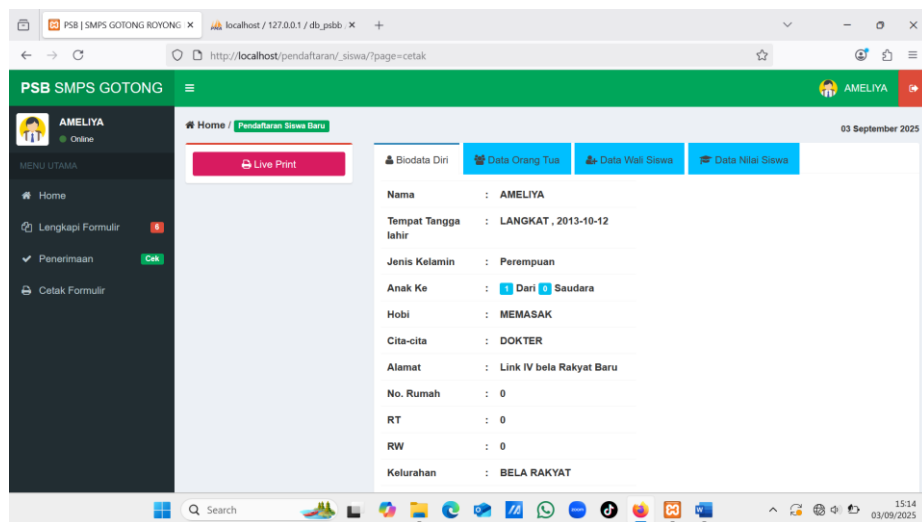 PSB | SMPS GOTONG ROYONG
localhost / 127.0.0.1 / db_psbb
http://localhost/pendaftaran/_siswa/?page=cetak
PSB SMPS GOTONG
AMELIYA
AMELIYA
Online
Home / Pendaftaran Siswa Baru
03 September 2025
MENU UTAMA
Home
Lengkapi Formulir 6
Penerimaan Cek
Cetak Formulir
Live Print
Biodata Diri Data Orang Tua Data Wali Siswa Data Nilai Siswa
Nama : AMELIYA
Tempat Tangga : LANGKAT , 2013-10-12
lahir
Jenis Kelamin : Perempuan
Anak Ke : 1 Dari 0 Saudara
Hobi : MEMASAK
Cita-cita : DOKTER
Alamat : Link IV bela Rakyat Baru
No. Rumah : 0
RT : 0
RW : 0
Kelurahan : BELA RAKYAT
Search
15:14
03/09/2025